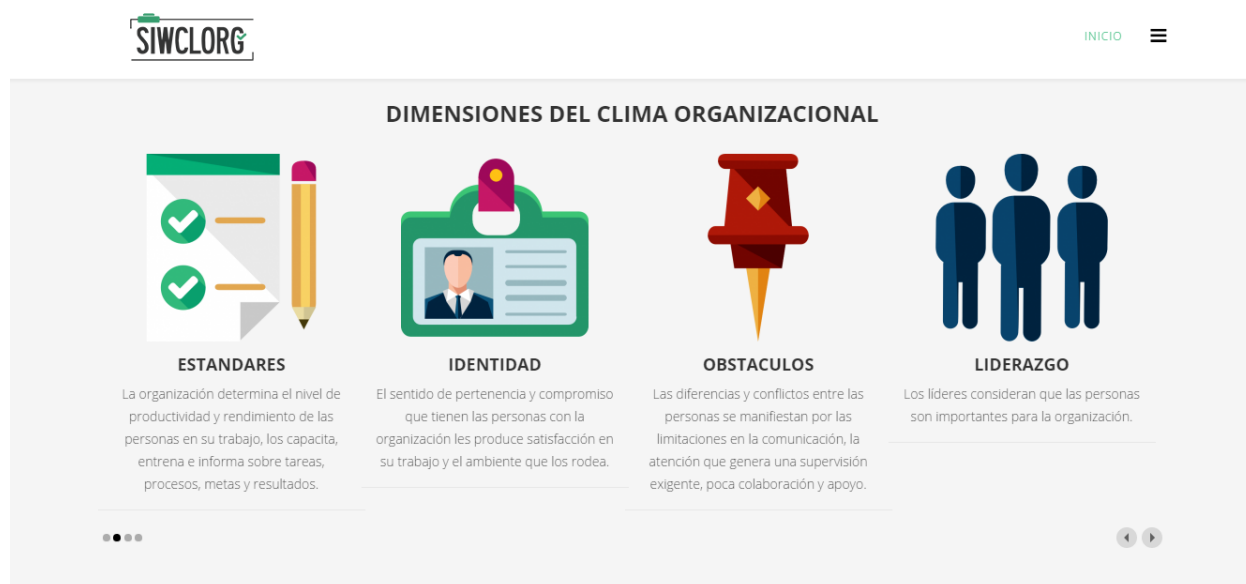 SIWCLORG
INICIO
DIMENSIONES DEL CLIMA ORGANIZACIONAL
ESTANDARES
La organización determina el nivel de
productividad y rendimiento de las
personas en su trabajo, los capacita,
entrena e informa sobre tareas,
procesos, metas y resultados.
IDENTIDAD
El sentido de pertenencia y compromiso
que tienen las personas con la
organización les produce satisfacción en
su trabajo y el ambiente que los rodea.
OBSTACULOS
Las diferencias y conflictos entre las
personas se manifiestan por las
limitaciones en la comunicación, la
atención que genera una supervisión
exigente, poca colaboración y apoyo.
LIDERAZGO
Los líderes consideran que las personas
son importantes para la organización.